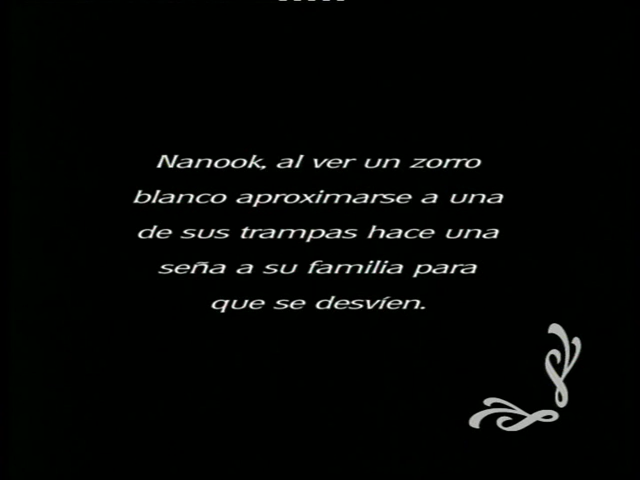 Nanook, al ver un zorro
blanco aproximarse a una
de sus trampas hace una
seña a su familia para
que se desvíen.